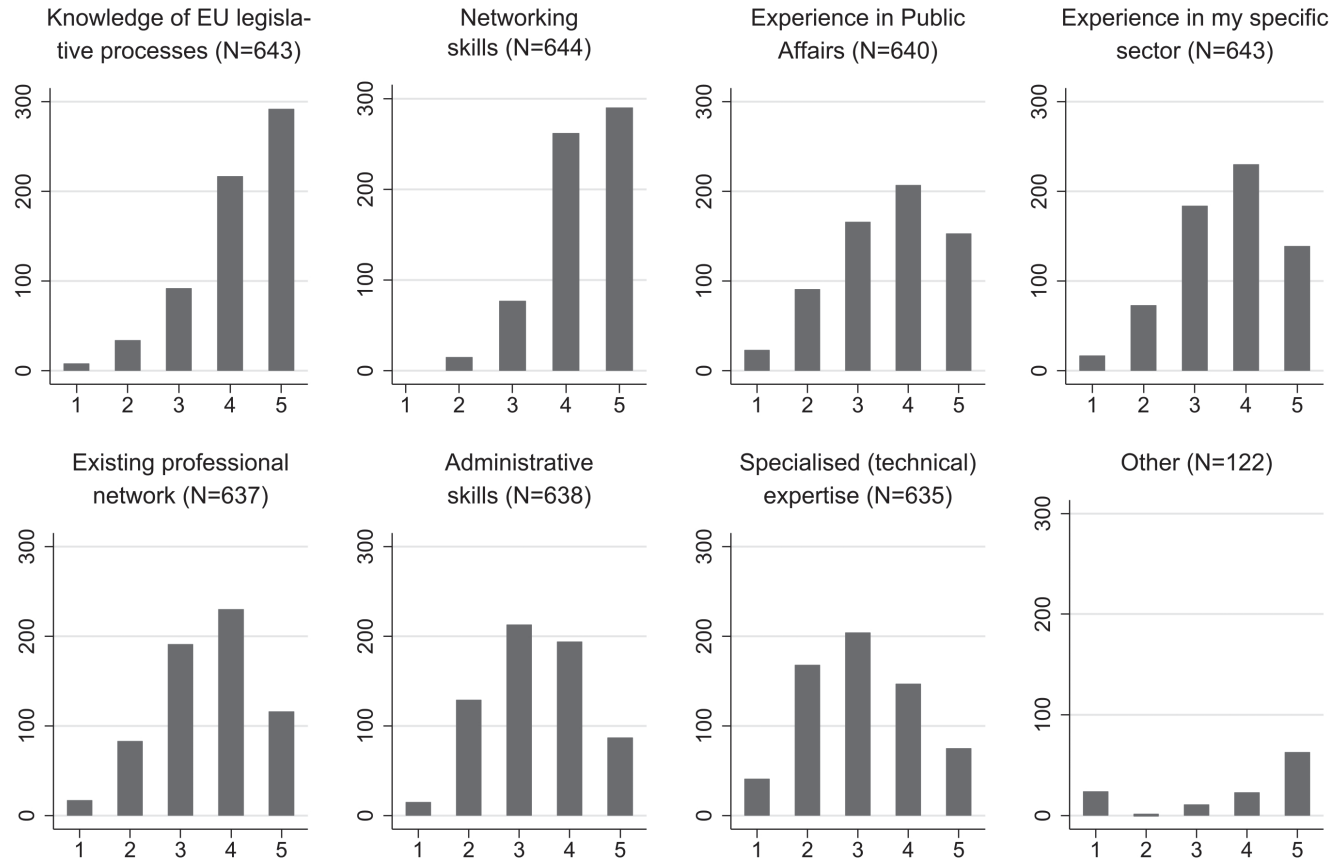 Knowledge of EU legisla-
tive processes (N=643)
300
200
100
0
1 2 3 4 5
Networking
skills (N=644)
300
200
100
0
1 2 3 4 5
Experience in Public
Affairs (N=640)
300
200
100
0
1 2 3 4 5
Experience in my specific
sector (N=643)
300
200
100
0
1 2 3 4 5
Existing professional
network (N=637)
300
200
100
0
1 2 3 4 5
Administrative
skills (N=638)
300
200
100
0
1 2 3 4 5
Specialised (technical)
expertise (N=635)
300
200
100
0
1 2 3 4 5
Other (N=122)
300
200
100
0
1 2 3 4 5